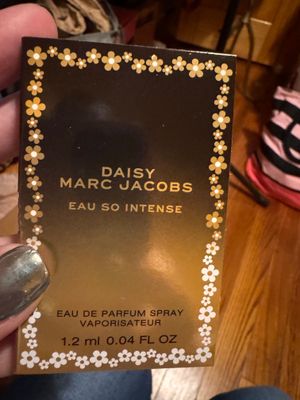 DAISY
MARC JACOBS
EAU SO INTENSE
EAU DE PARFUM SPRAY
VAPORISATEUR
1.2 ml 0.04 FL OZ